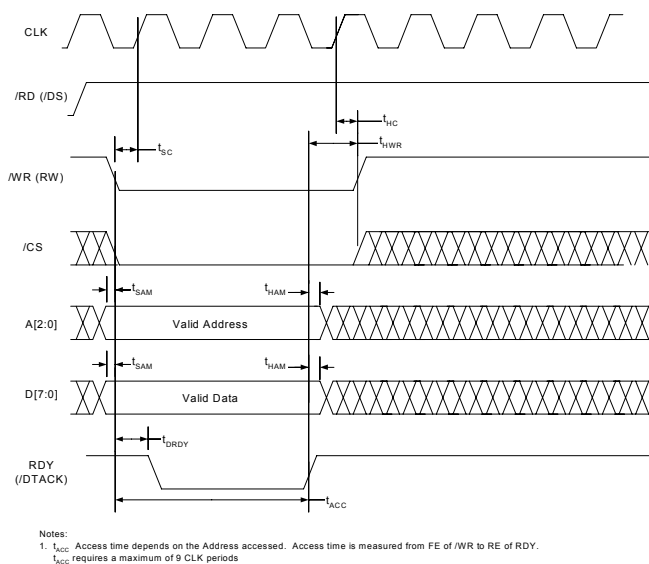 CLK
/RD (/DS)
tHC
tSC
tHWR
/WR (RW)
/CS
tSAM
tHAM
A[2:0]
Valid Address
tSAM
tHAM
D[7:0]
Valid Data
tDRDY
RDY
(/DTACK)
tACC
Notes:
1. tACC Access time depends on the Address accessed. Access time is measured from FE of /WR to RE of RDY.
tACC requires a maximum of 9 CLK periods